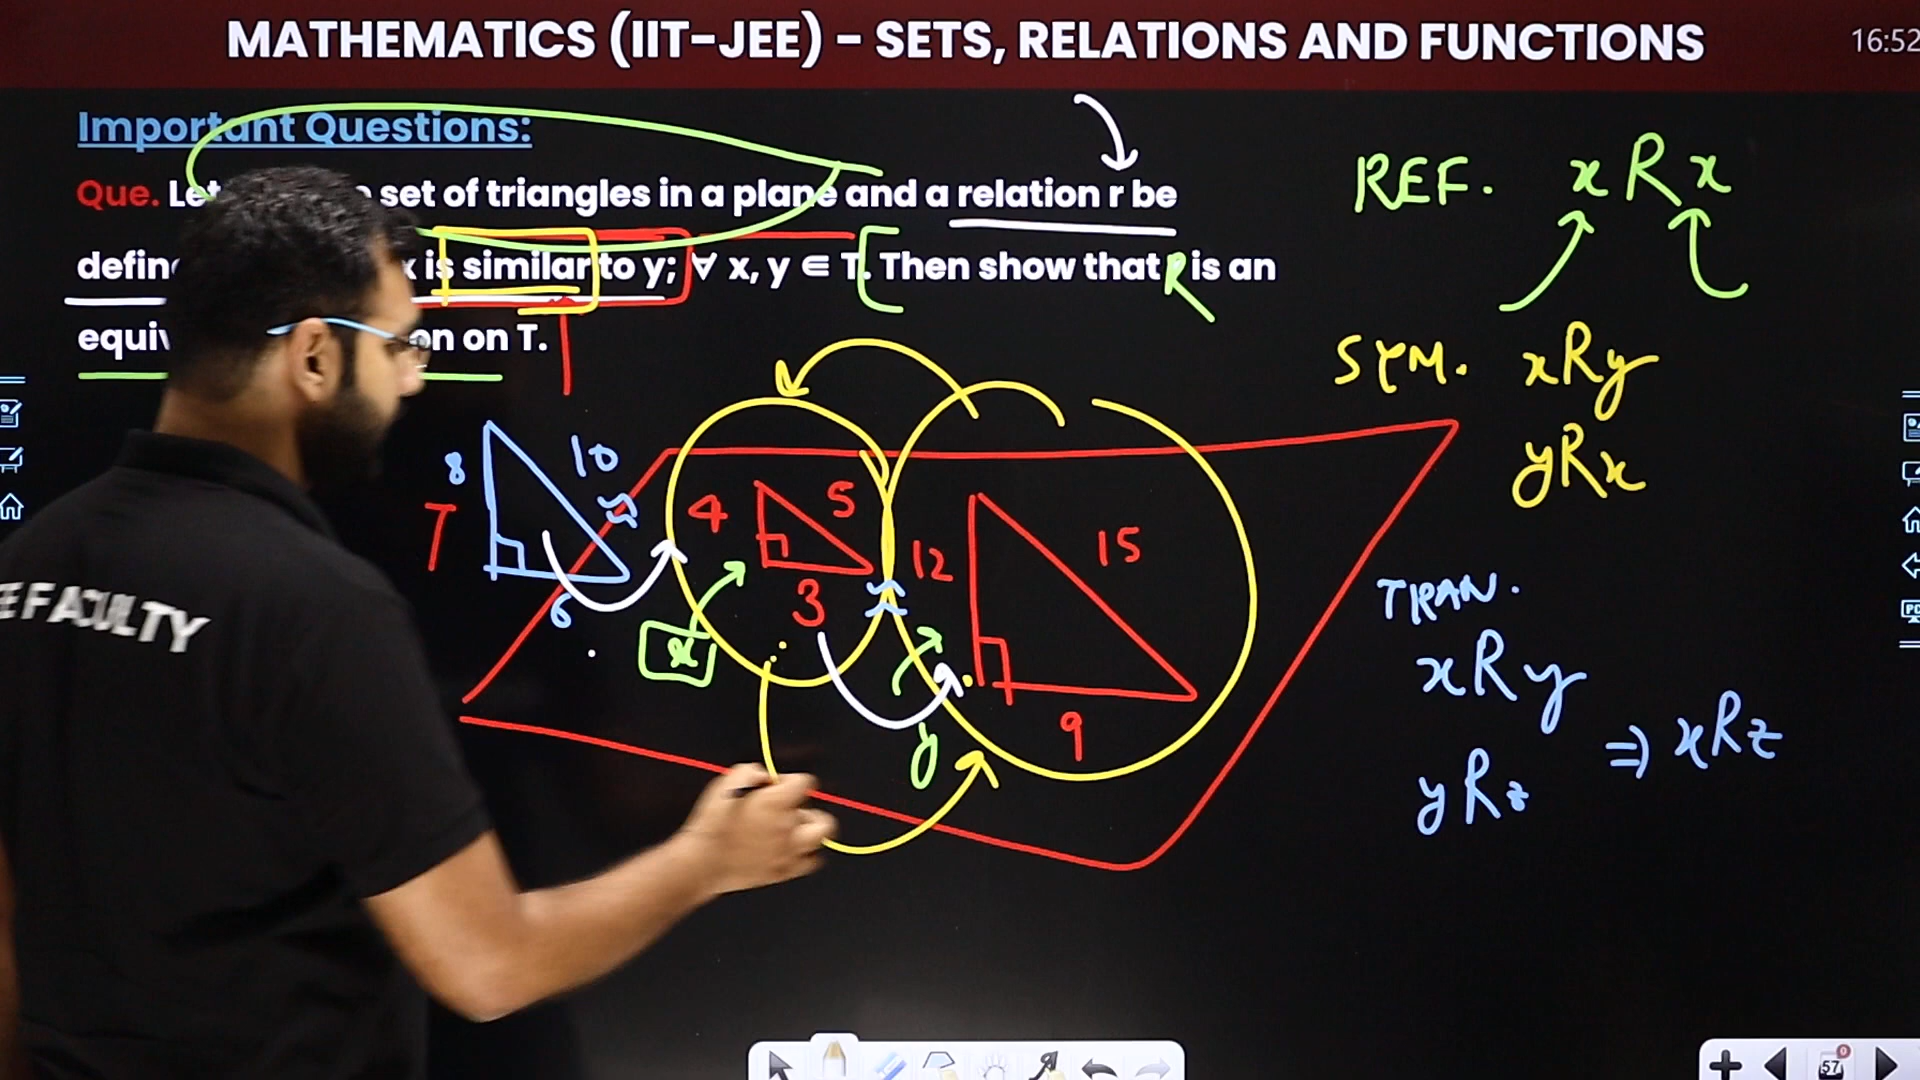 MATHEMATICS (IIT-JEE) - SETS, RELATIONS AND FUNCTIONS
16:52
Important Questions:
Que. Let set of triangles in a plane and a relation r be
defin x is similar to y; ∀ x, y ∈ T. Then show that R is an
equiv on on T.
REF. xRx
SYM. xRy
yRx
TRAN.
xRy
yRz ⇒ xRz
T
8
10
6
4
5
3
x
12
15
9
y
E FACULTY
57
0